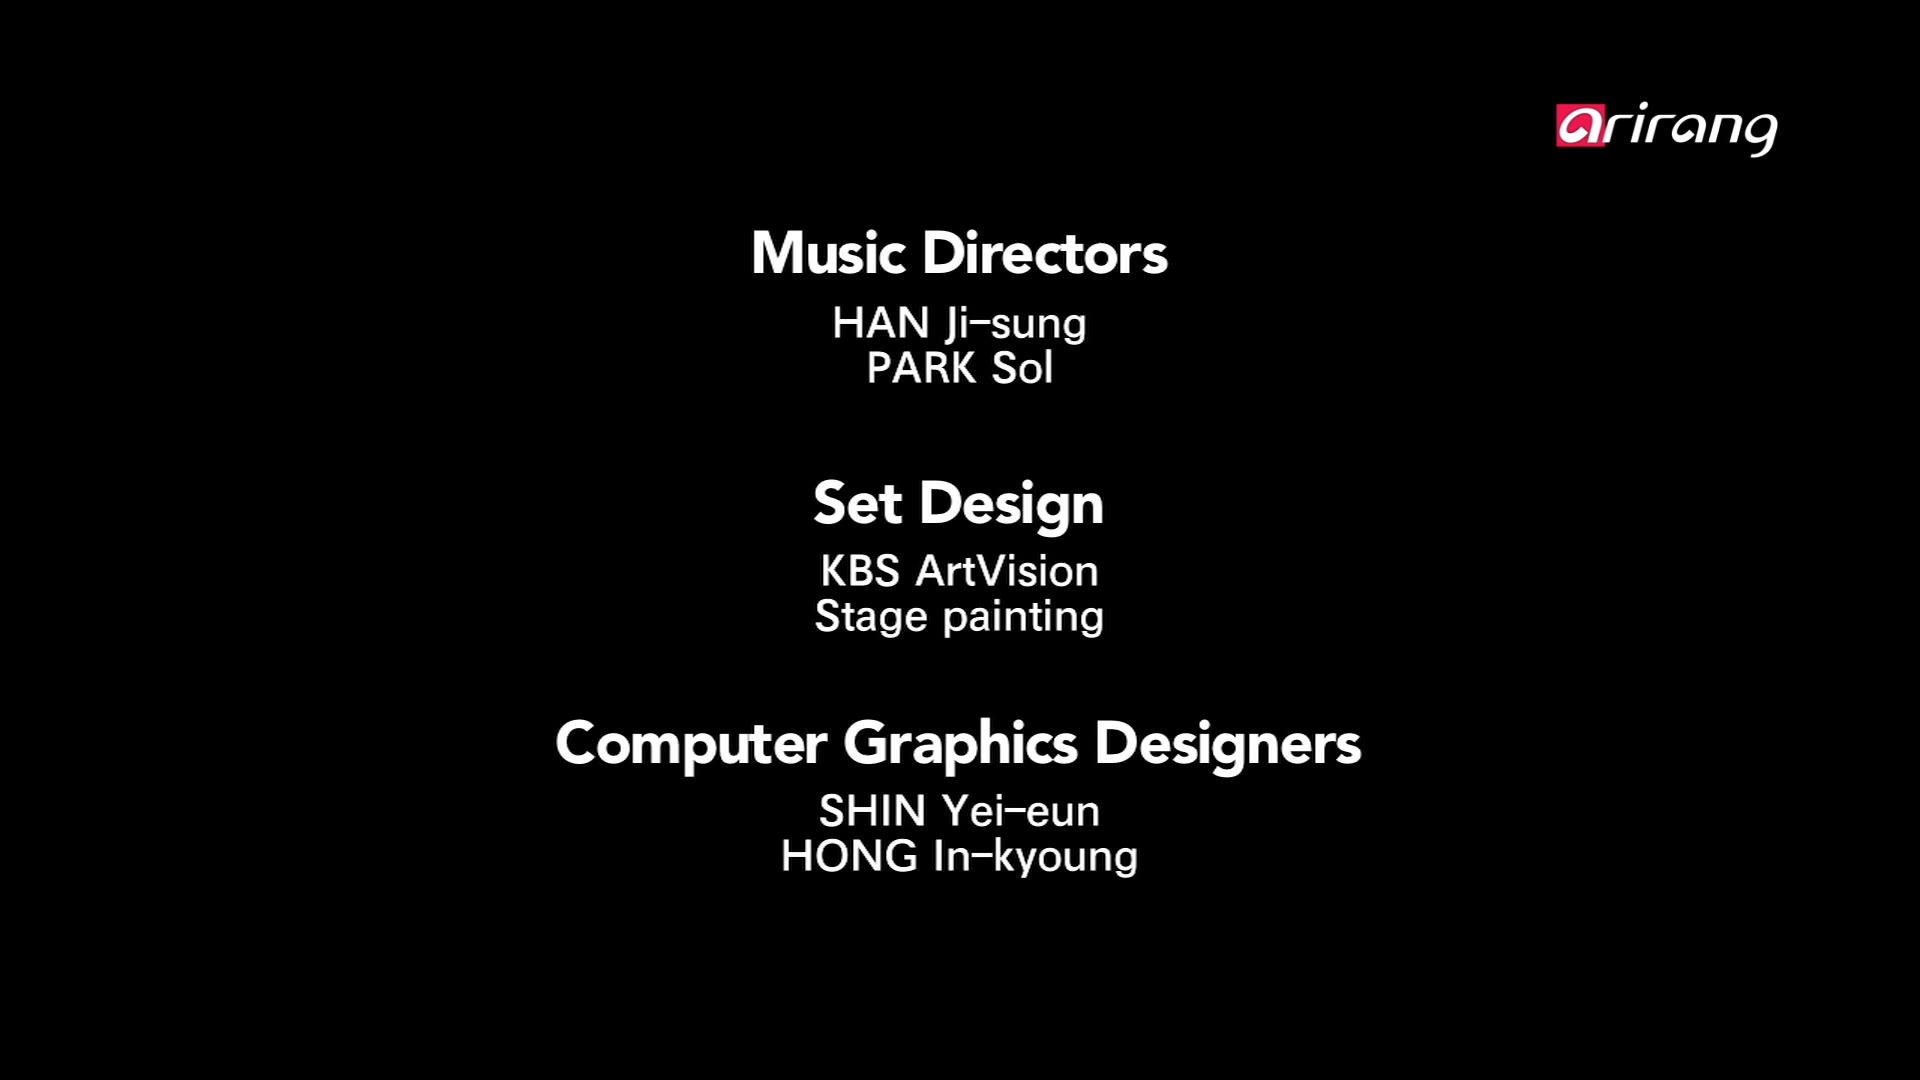 arirang
Music Directors
HAN Ji-sung
PARK Sol
Set Design
KBS ArtVision
Stage painting
Computer Graphics Designers
SHIN Yei-eun
HONG In-kyoung